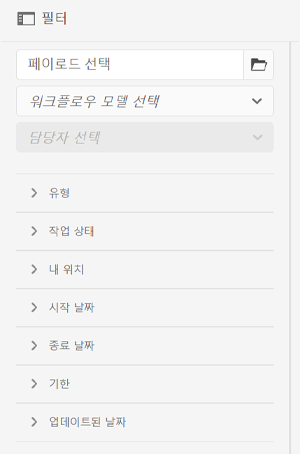 필터
페이로드 선택
워크플로우 모델 선택
담당자 선택
유형
작업 상태
내 위치
시작 날짜
종료 날짜
기한
업데이트된 날짜